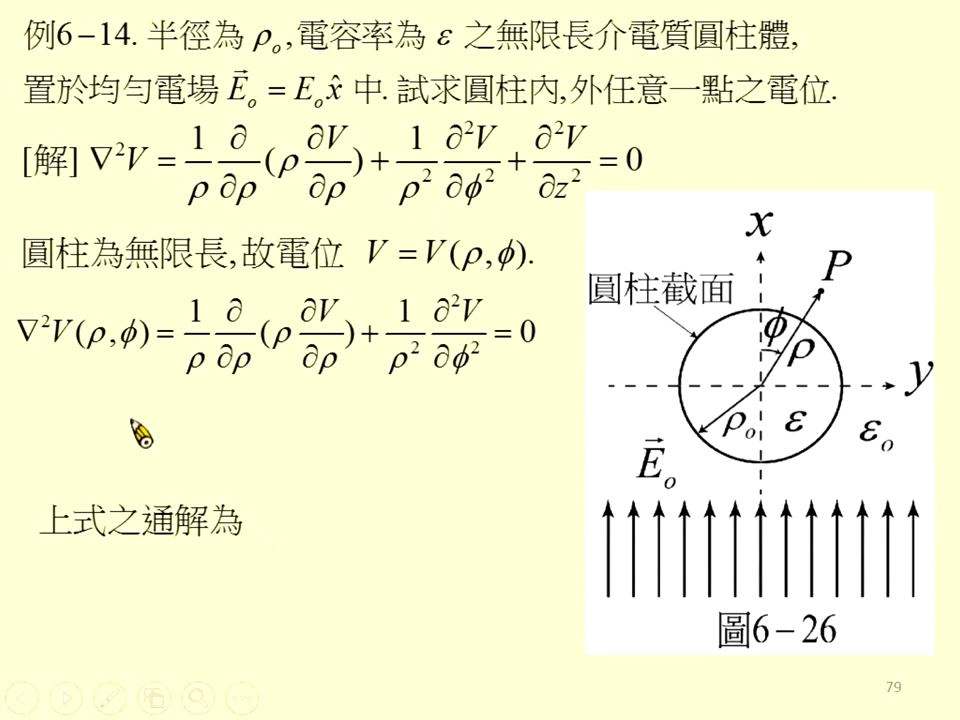 例6-14. 半徑為 ρₒ, 電容率為 ε 之無限長介電質圓柱體,
置於均勻電場 E⃗ₒ = Eₒx̂ 中. 試求圓柱內,外任意一點之電位.
[解] ∇²V = 1/ρ ∂/∂ρ (ρ ∂V/∂ρ) + 1/ρ² ∂²V/∂ϕ² + ∂²V/∂z² = 0
圓柱為無限長,故電位 V = V(ρ,ϕ).
∇²V(ρ,ϕ) = 1/ρ ∂/∂ρ (ρ ∂V/∂ρ) + 1/ρ² ∂²V/∂ϕ² = 0
上式之通解為
x
P
圓柱截面
ϕ
ρ
y
ρₒ
ε
εₒ
E⃗ₒ
圖6-26
79